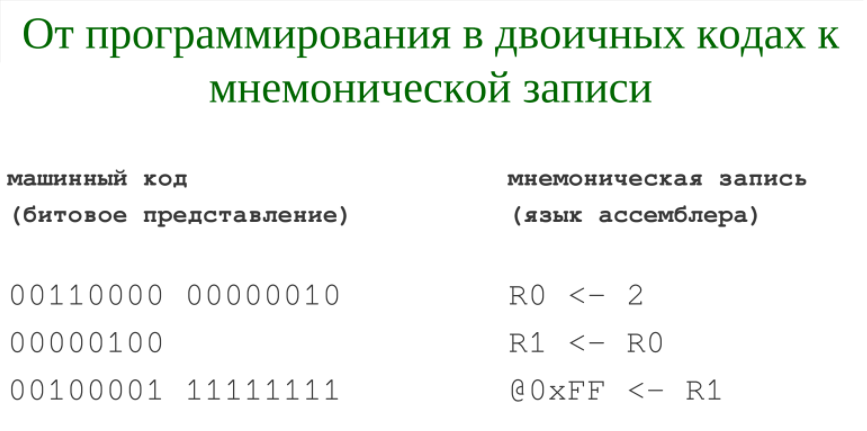 От программирования в двоичных кодах к
мнемонической записи
машинный код
(битовое представление)
мнемоническая запись
(язык ассемблера)
00110000 00000010
R0 <- 2
00000100
R1 <- R0
00100001 11111111
@0xFF <- R1